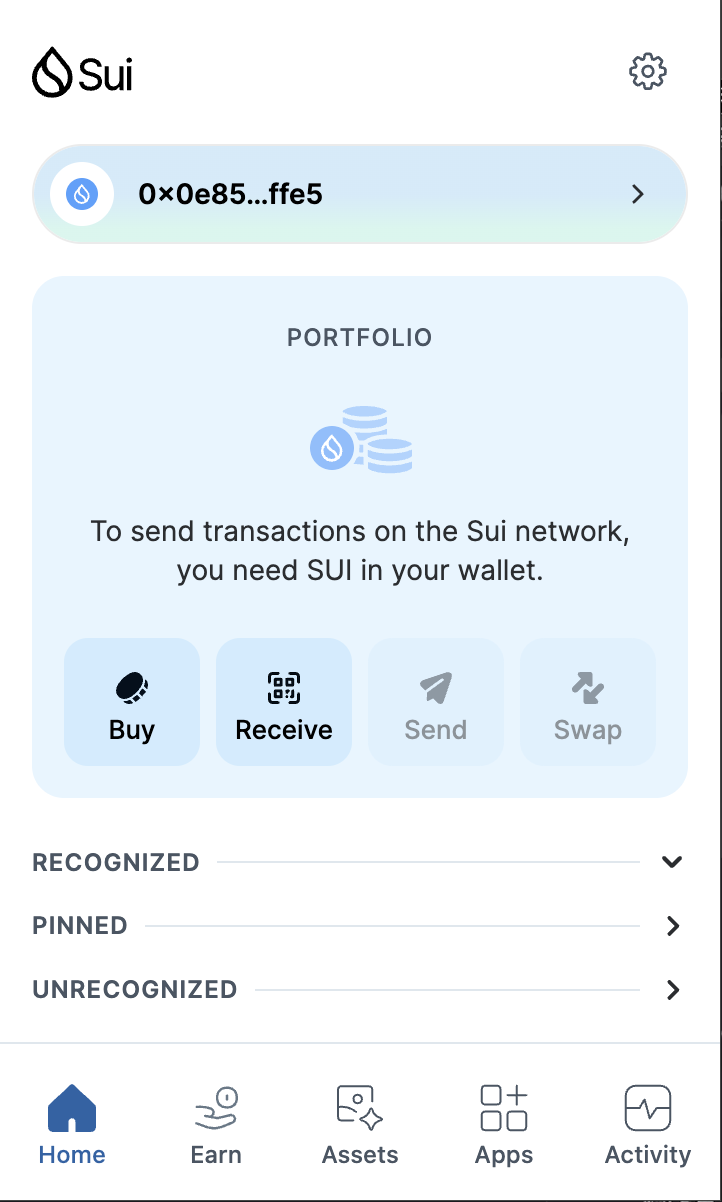 Sui
0x0e85...ffe5
PORTFOLIO
To send transactions on the Sui network,
you need SUI in your wallet.
Buy
Receive
Send
Swap
RECOGNIZED
PINNED
UNRECOGNIZED
Home
Earn
Assets
Apps
Activity